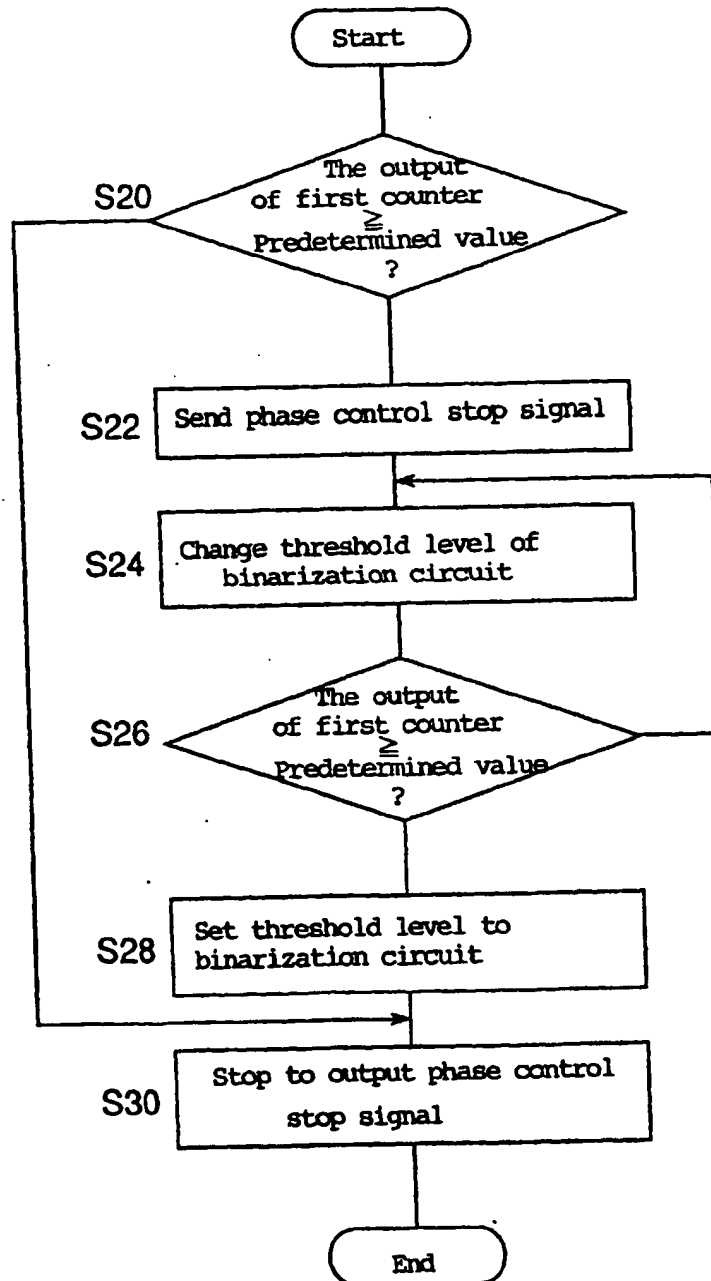 Start
S20
The output
of first counter
≧
Predetermined value
?
S22
Send phase control stop signal
S24
Change threshold level of
binarization circuit
S26
The output
of first counter
≧
Predetermined value
?
S28
Set threshold level to
binarization circuit
S30
Stop to output phase control
stop signal
End